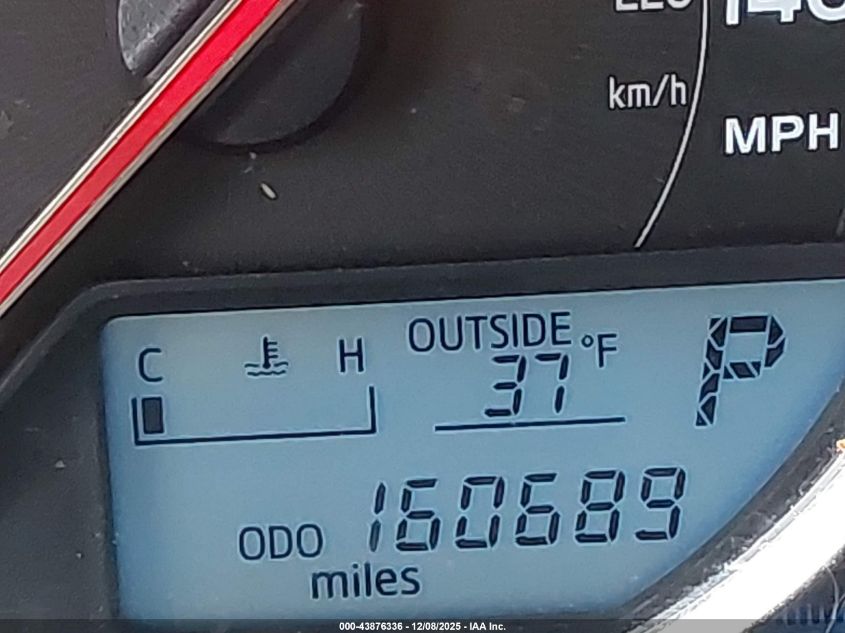 km/h
MPH
OUTSIDE
C H 37 °F P
ODO 160689
miles
000-43876336 - 12/08/2025 - IAA Inc.